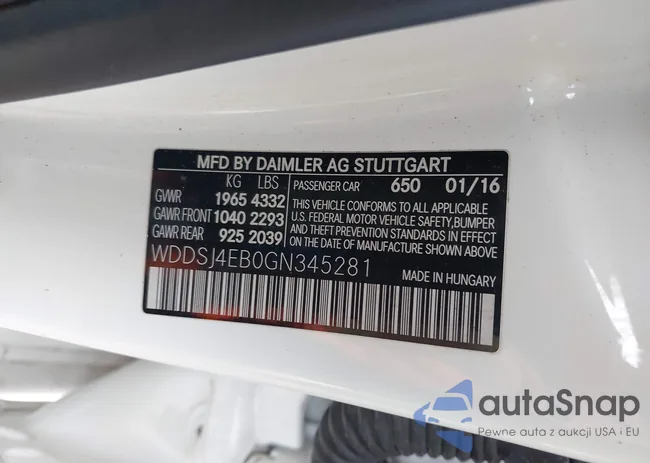 MFD BY DAIMLER AG STUTTGART
KG LBS
GVWR 1965 4332
GAWR FRONT 1040 2293
GAWR REAR 925 2039
PASSENGER CAR 650 01/16
THIS VEHICLE CONFORMS TO ALL APPLICABLE
U.S. FEDERAL MOTOR VEHICLE SAFETY,BUMPER
AND THEFT PREVENTION STANDARDS IN EFFECT
ON THE DATE OF MANUFACTURE SHOWN ABOVE
WDDSJ4EB0GN345281
MADE IN HUNGARY
autoSnap
Pewne auta z aukcji USA i EU